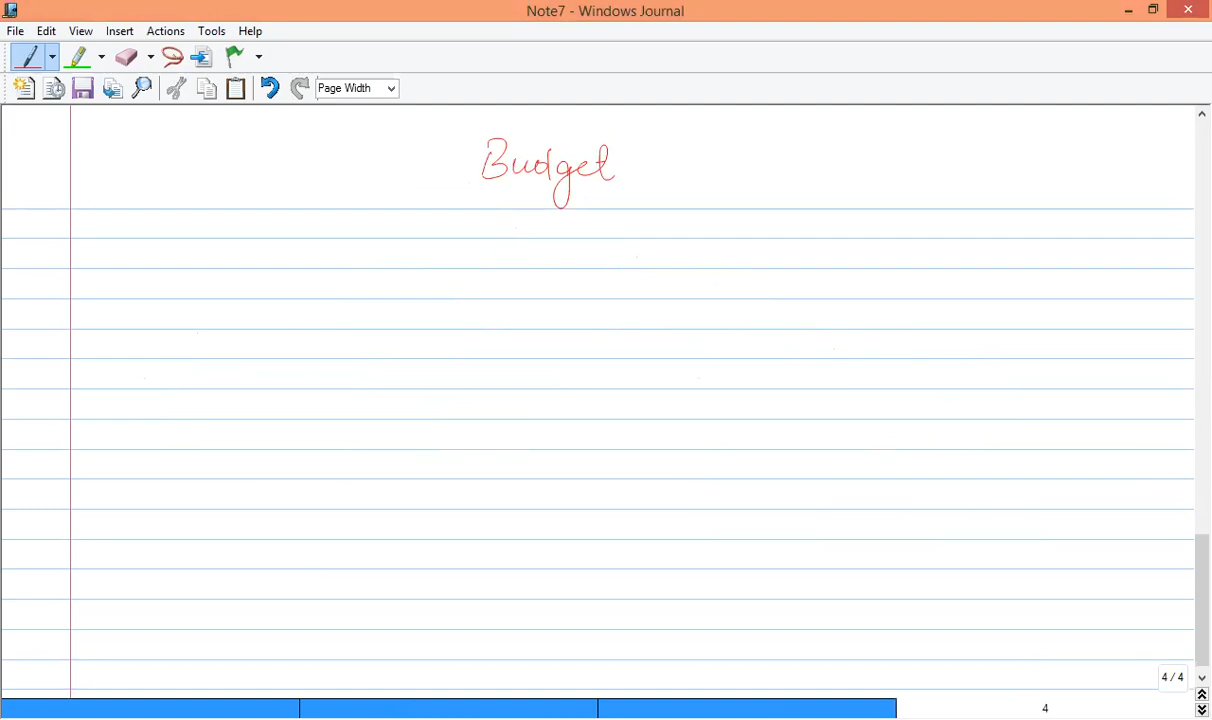 Note7 - Windows Journal
File Edit View Insert Actions Tools Help
Page Width
Budget
4 / 4
4